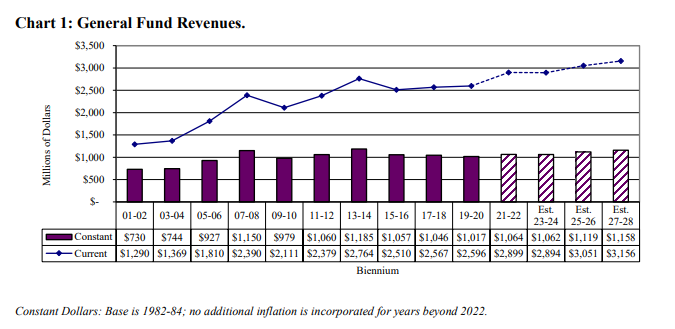 Chart 1: General Fund Revenues.
$3,500
$3,000
$2,500
$2,000
$1,500
$1,000
$500
$-
Millions of Dollars
01-02 03-04 05-06 07-08 09-10 11-12 13-14 15-16 17-18 19-20 21-22 Est. 23-24 Est. 25-26 Est. 27-28
Constant $730 $744 $927 $1,150 $979 $1,060 $1,185 $1,057 $1,046 $1,017 $1,064 $1,062 $1,119 $1,158
Current $1,290 $1,369 $1,810 $2,390 $2,111 $2,379 $2,764 $2,510 $2,567 $2,596 $2,899 $2,894 $3,051 $3,156
Biennium
Constant Dollars: Base is 1982-84; no additional inflation is incorporated for years beyond 2022.